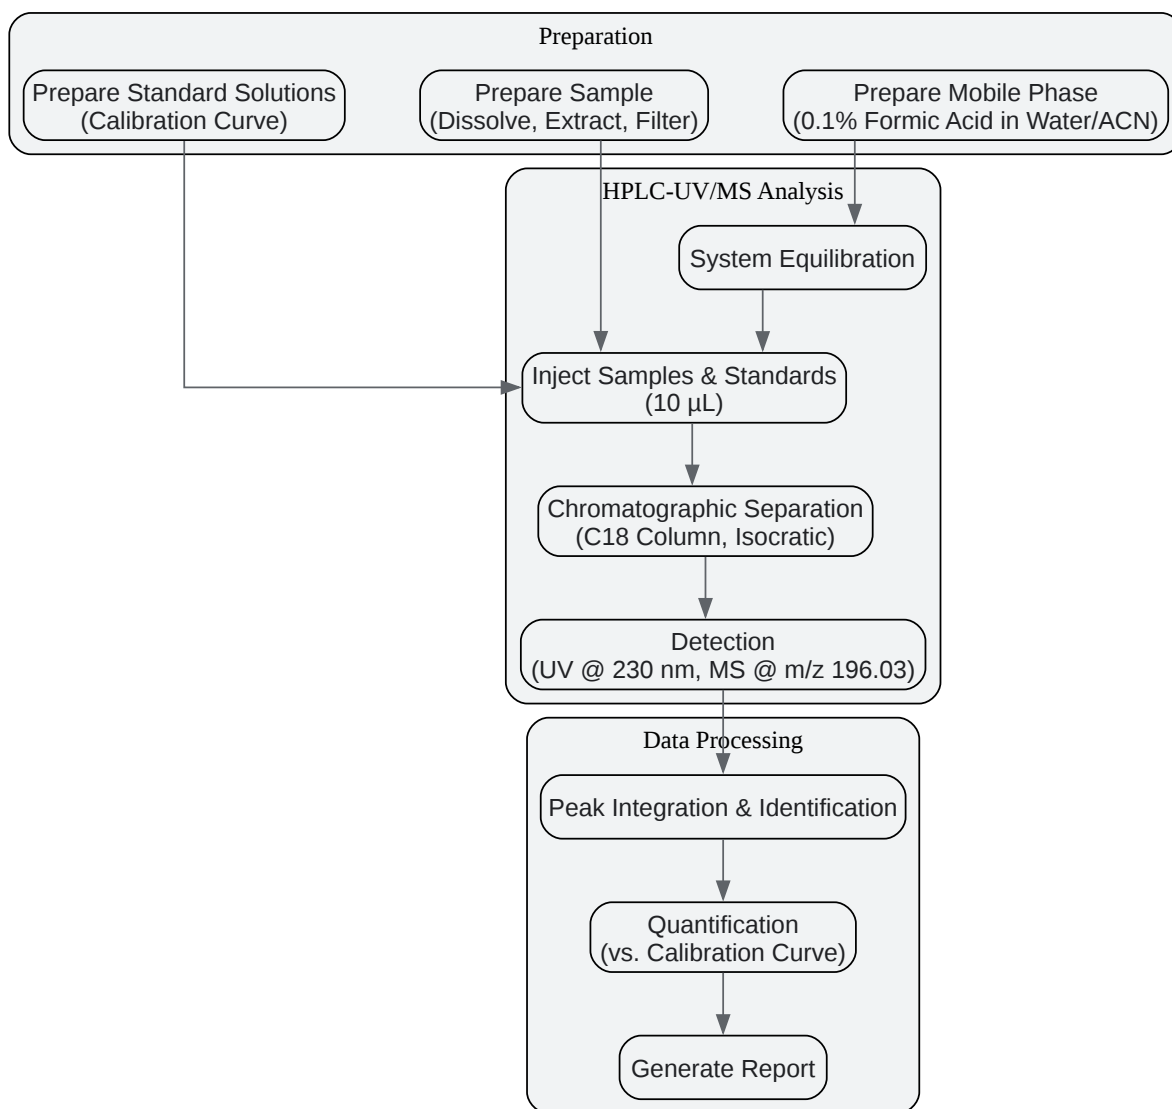 Preparation
Prepare Standard Solutions
(Calibration Curve)
Prepare Sample
(Dissolve, Extract, Filter)
Prepare Mobile Phase
(0.1% Formic Acid in Water/ACN)
HPLC-UV/MS Analysis
System Equilibration
Inject Samples & Standards
(10 µL)
Chromatographic Separation
(C18 Column, Isocratic)
Detection
(UV @ 230 nm, MS @ m/z 196.03)
Data Processing
Peak Integration & Identification
Quantification
(vs. Calibration Curve)
Generate Report